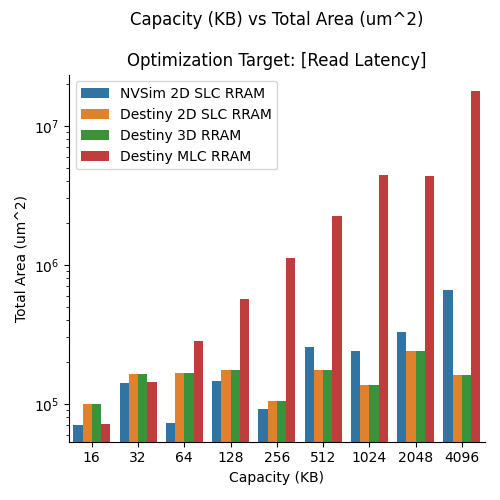 Capacity (KB) vs Total Area (um^2)
Optimization Target: [Read Latency]
NVSim 2D SLC RRAM
Destiny 2D SLC RRAM
Destiny 3D RRAM
Destiny MLC RRAM
10^7
10^6
10^5
Total Area (um^2)
16 32 64 128 256 512 1024 2048 4096
Capacity (KB)